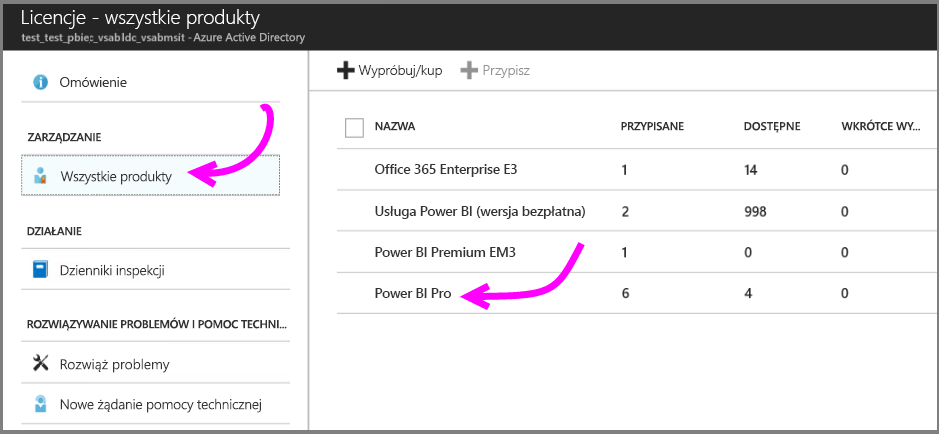 Licencje - wszystkie produkty
test_test_pbie:_vsabldc_vsabmsit - Azure Active Directory
Omówienie
ZARZĄDZANIE
Wszystkie produkty
DZIAŁANIE
Dzienniki inspekcji
ROZWIĄZYWANIE PROBLEMÓW I POMOC TECHNI...
Rozwiąż problemy
Nowe żądanie pomocy technicznej
Wypróbuj/kup Przypisz
NAZWA PRZYPISANE DOSTĘPNE WKRÓTCE WY...
Office 365 Enterprise E3 1 14 0
Usługa Power BI (wersja bezpłatna) 2 998 0
Power BI Premium EM3 1 0 0
Power BI Pro 6 4 0